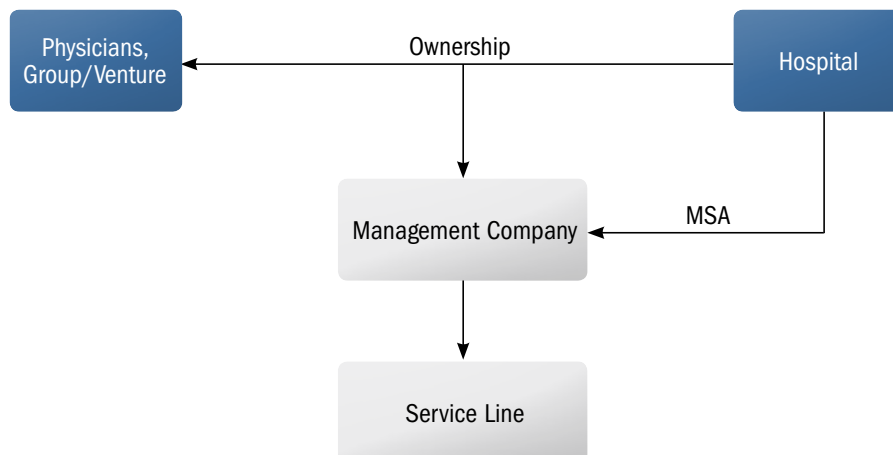 Physicians,
Group/Venture
Ownership
Hospital
Management Company
MSA
Service Line